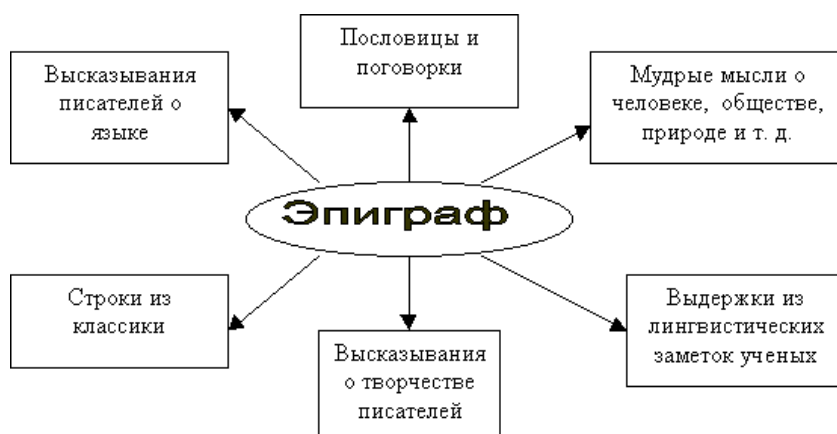 Высказывания
писателей о
языке
Пословицы и
поговорки
Мудрые мысли о
человеке, обществе,
природе и т. д.
Эпиграф
Строки из
классики
Высказывания
о творчестве
писателей
Выдержки из
лингвистических
заметок ученых